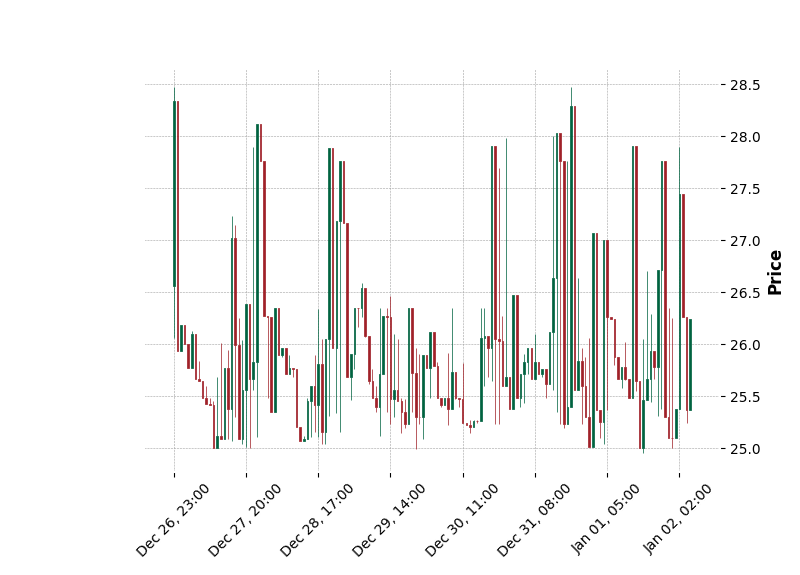 28.5
28.0
27.5
27.0
26.5
26.0
25.5
25.0
Price
Dec 26, 23:00
Dec 27, 20:00
Dec 28, 17:00
Dec 29, 14:00
Dec 30, 11:00
Dec 31, 08:00
Jan 01, 05:00
Jan 02, 02:00